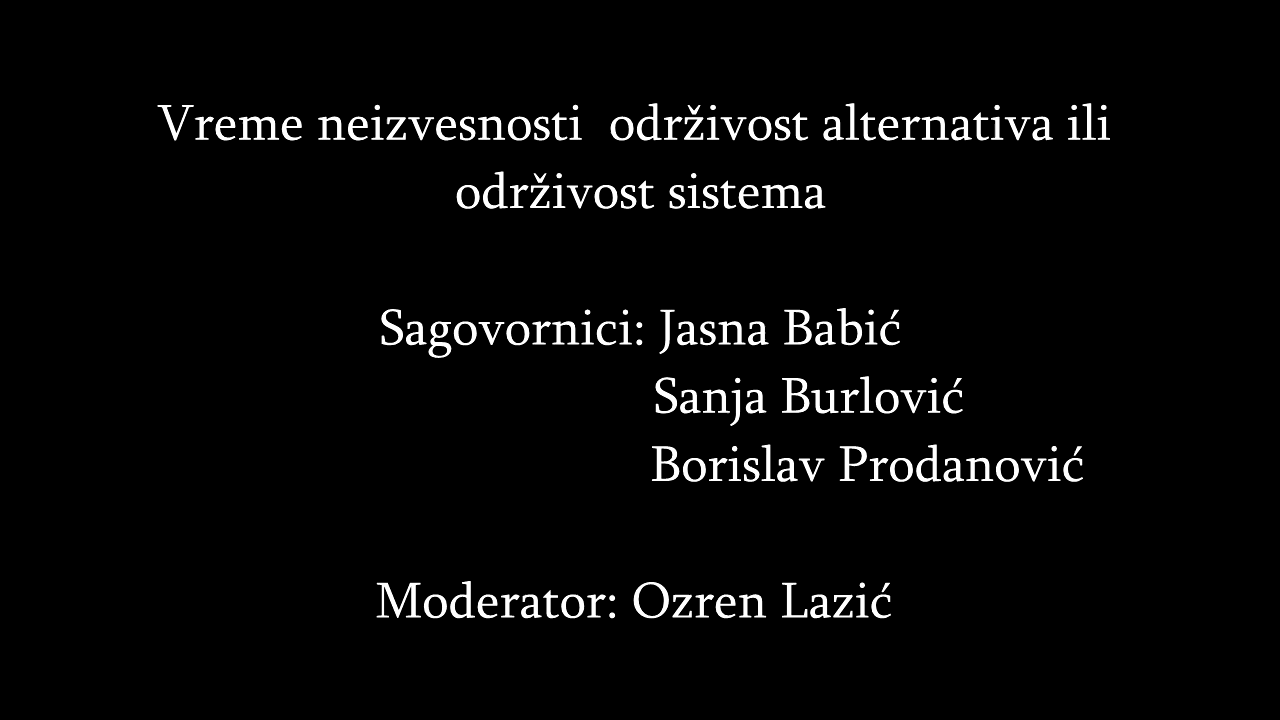 Vreme neizvesnosti  održivost alternativa ili
održivost sistema
Sagovornici: Jasna Babić
Sanja Burlović
Borislav Prodanović
Moderator: Ozren Lazić